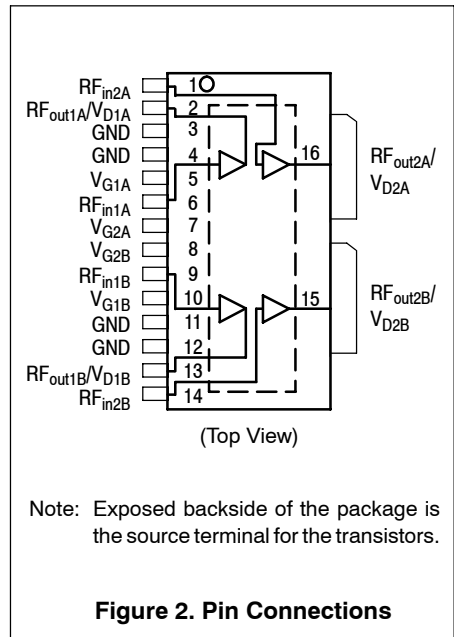 RFin2A 1
RFout1A/VD1A 2
GND 3
GND 4
VG1A 5
RFin1A 6
VG2A 7
VG2B 8
RFin1B 9
VG1B 10
GND 11
GND 12
RFout1B/VD1B 13
RFin2B 14
16 RFout2A/
VD2A
15 RFout2B/
VD2B
(Top View)
Note: Exposed backside of the package is
the source terminal for the transistors.
Figure 2. Pin Connections